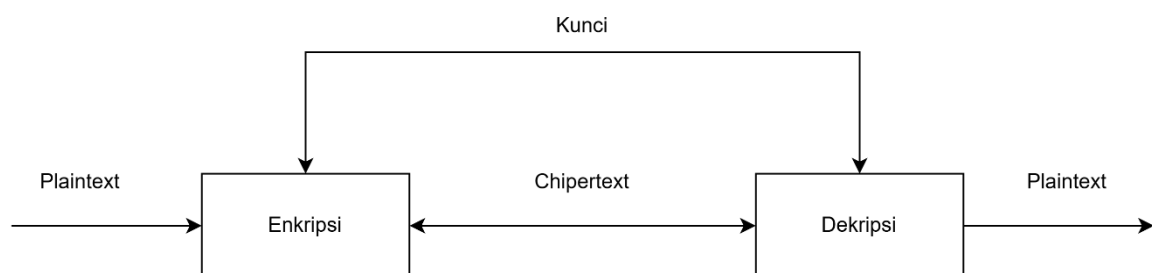 Kunci
Plaintext
Chipertext
Plaintext
Enkripsi
Dekripsi